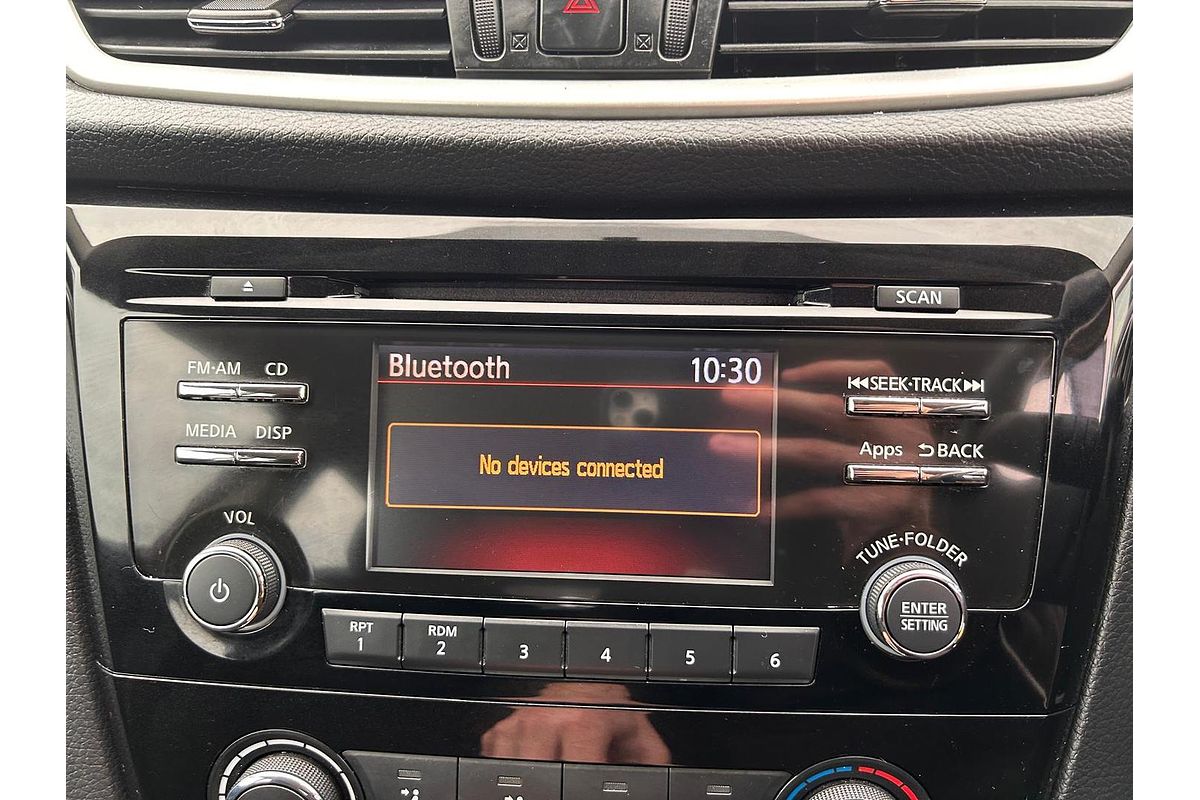 SCAN
Bluetooth 10:30
FM·AM CD
SEEK·TRACK
MEDIA DISP
No devices connected
Apps BACK
VOL
TUNE·FOLDER
ENTER
SETTING
RPT
1
RDM
2
3
4
5
6